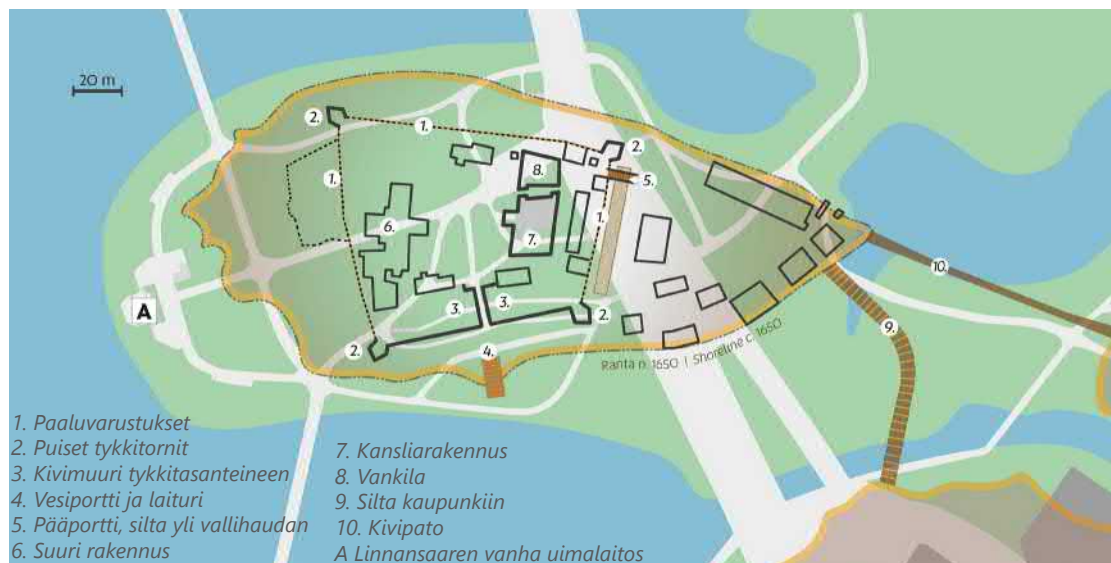 20 m
2.
1.
2.
8.
5.
1.
1.
6.
7.
10.
A
3.
3.
2.
9.
2.
4.
Ranta n. 1650 | Shoreline c. 1650
1. Paaluvarustukset
2. Puiset tykkitornit
3. Kivimuuri tykkitasanteineen
4. Vesiportti ja laituri
5. Pääportti, silta yli vallihaudan
6. Suuri rakennus
7. Kansliarakennus
8. Vankila
9. Silta kaupunkiin
10. Kivipato
A Linnansaaren vanha uimalaitos